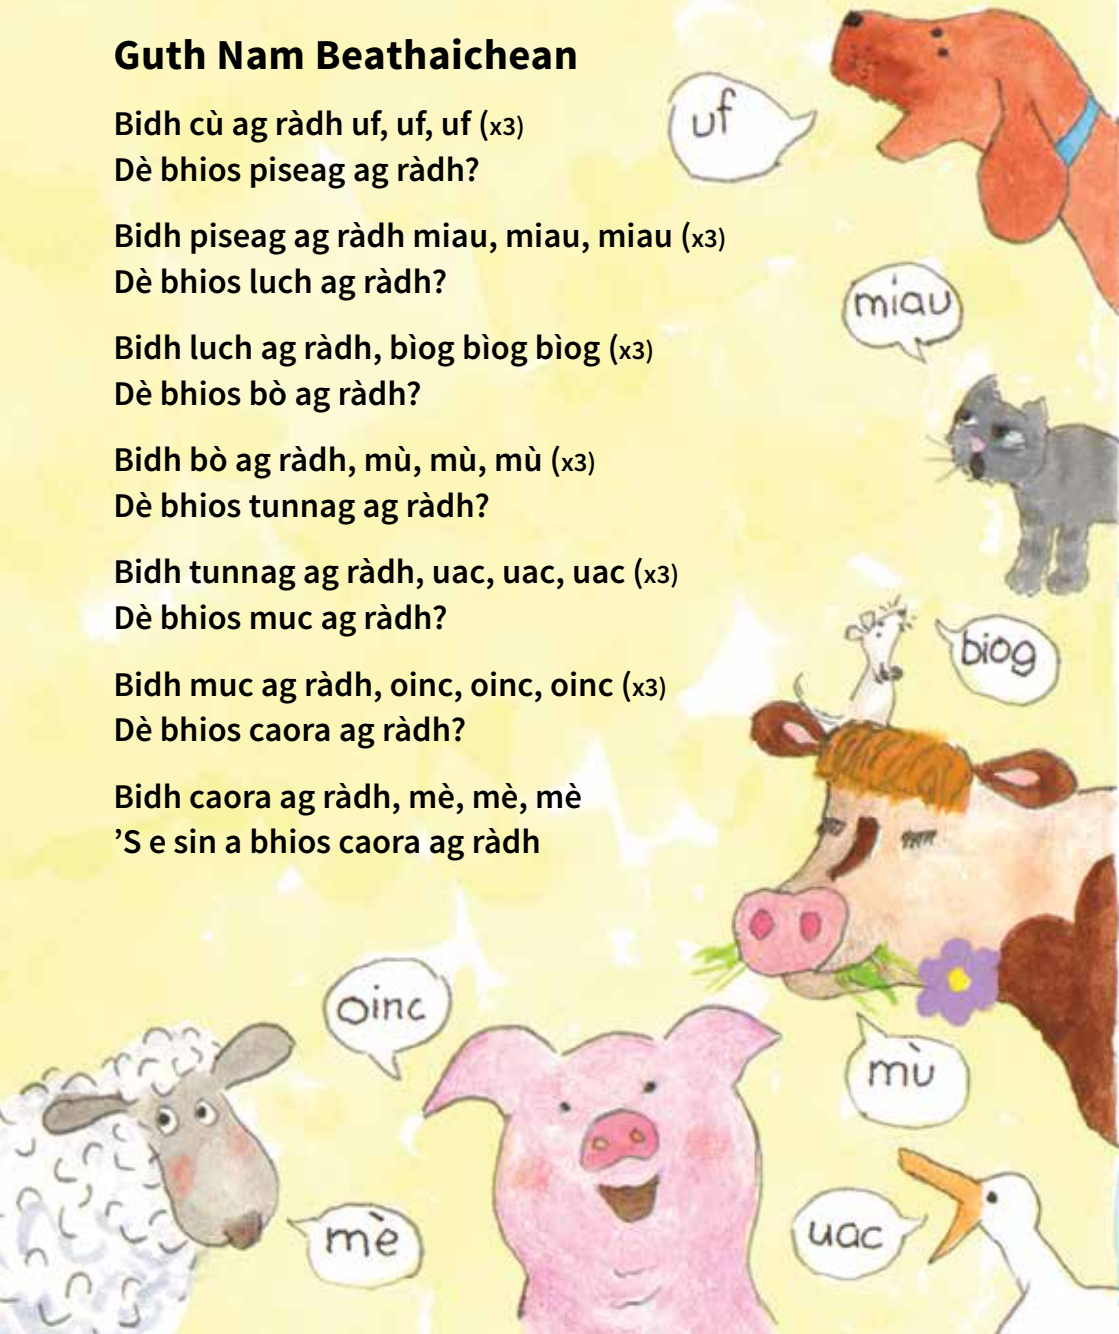 Guth Nam Beathaichean
Bidh cù ag ràdh uf, uf, uf (x3)
Dè bhios piseag ag ràdh?
Bidh piseag ag ràdh miau, miau, miau (x3)
Dè bhios luch ag ràdh?
Bidh luch ag ràdh, bìog bìog bìog (x3)
Dè bhios bò ag ràdh?
Bidh bò ag ràdh, mù, mù, mù (x3)
Dè bhios tunnag ag ràdh?
Bidh tunnag ag ràdh, uac, uac, uac (x3)
Dè bhios muc ag ràdh?
Bidh muc ag ràdh, oinc, oinc, oinc (x3)
Dè bhios caora ag ràdh?
Bidh caora ag ràdh, mè, mè, mè
’S e sin a bhios caora ag ràdh
uf
miau
biog
oinc
mù
mè
uac